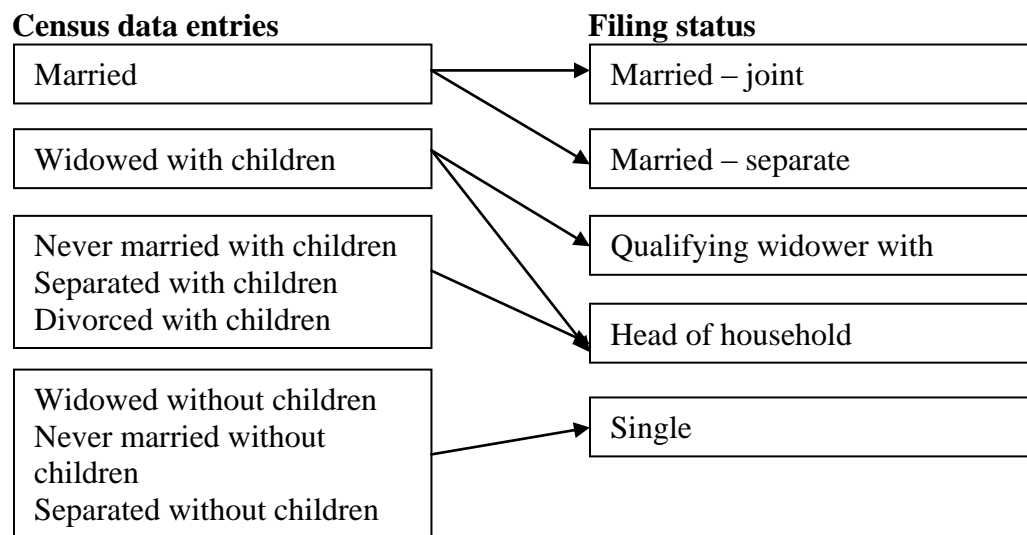 Census data entries
Married
Widowed with children
Never married with children
Separated with children
Divorced with children
Widowed without children
Never married without
children
Separated without children
Filing status
Married – joint
Married – separate
Qualifying widower with
Head of household
Single